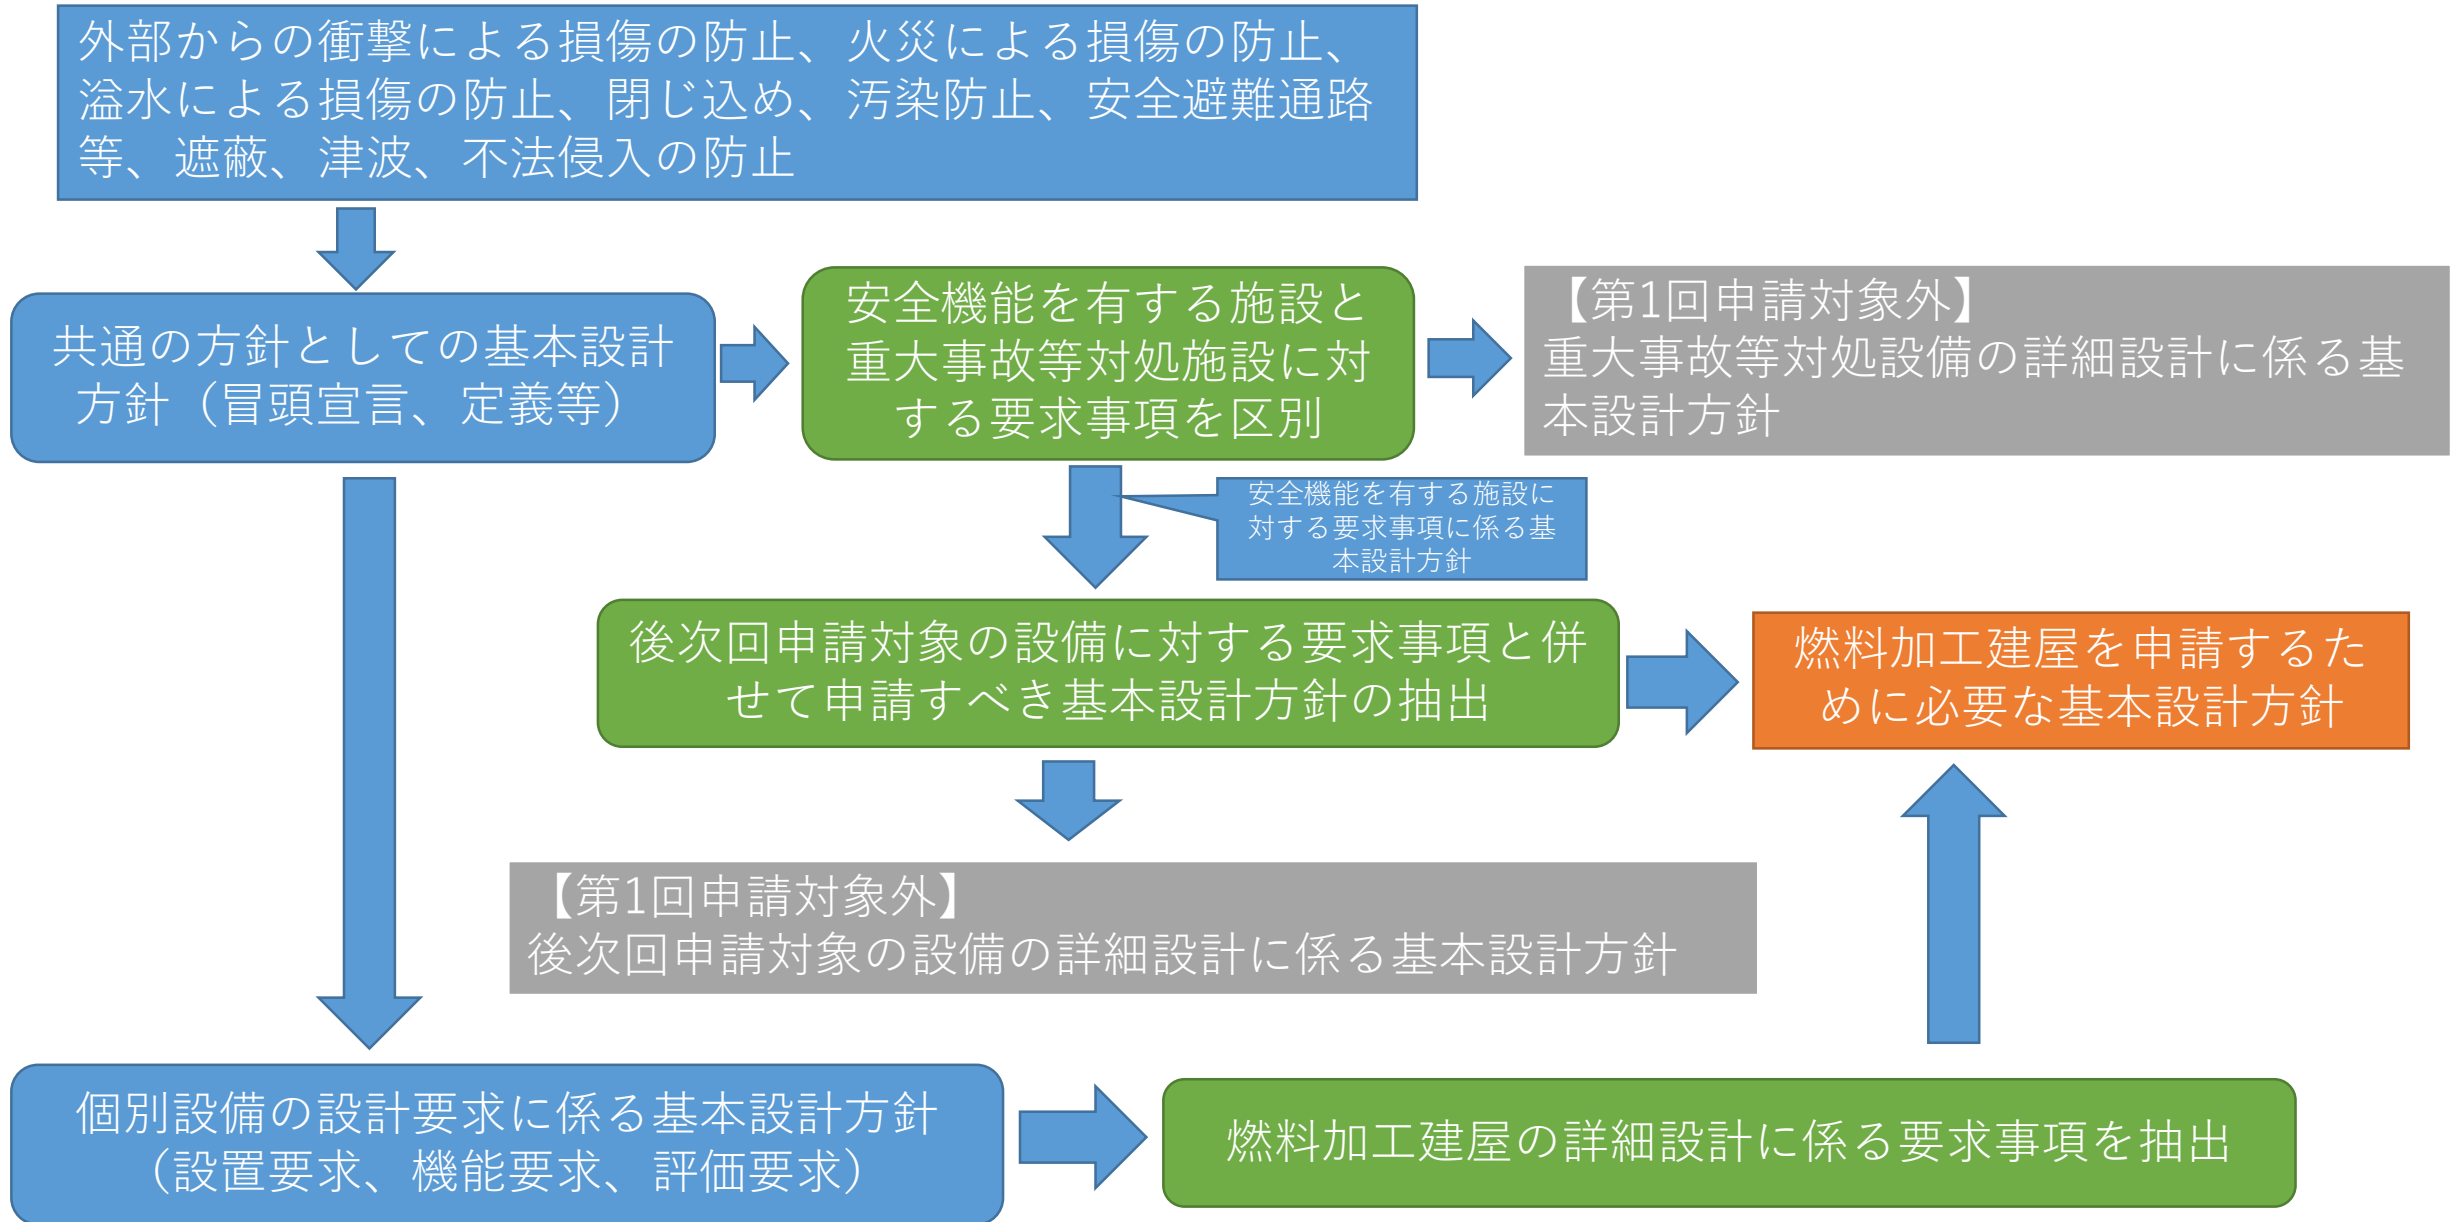 外部からの衝撃による損傷の防止、火災による損傷の防止、
溢水による損傷の防止、閉じ込め、汚染防止、安全避難通路
等、遮蔽、津波、不法侵入の防止
共通の方針としての基本設計
方針（冒頭宣言、定義等）
安全機能を有する施設と
重大事故等対処施設に対
する要求事項を区別
【第1回申請対象外】
重大事故等対処設備の詳細設計に係る基
本設計方針
安全機能を有する施設に
対する要求事項に係る基
本設計方針
後次回申請対象の設備に対する要求事項と併
せて申請すべき基本設計方針の抽出
燃料加工建屋を申請するた
めに必要な基本設計方針
【第1回申請対象外】
後次回申請対象の設備の詳細設計に係る基本設計方針
個別設備の設計要求に係る基本設計方針
（設置要求、機能要求、評価要求）
燃料加工建屋の詳細設計に係る要求事項を抽出